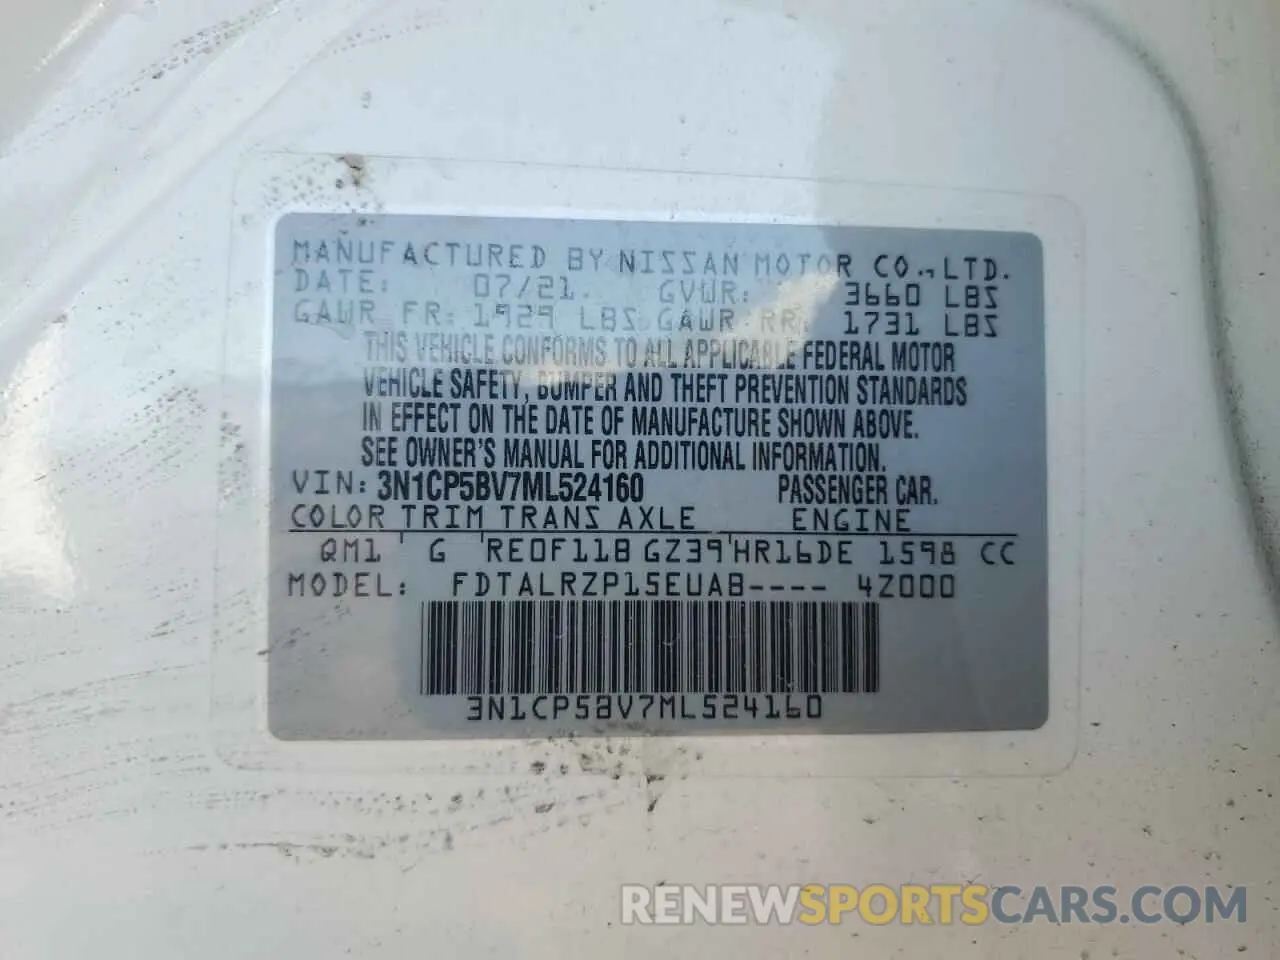 MANUFACTURED BY NISSAN MOTOR CO., LTD.
DATE: 07/21 GVWR: 3660 LBS
GAWR FR: 1929 LBS GAWR RR: 1731 LBS
THIS VEHICLE CONFORMS TO ALL APPLICABLE FEDERAL MOTOR
VEHICLE SAFETY, BUMPER AND THEFT PREVENTION STANDARDS
IN EFFECT ON THE DATE OF MANUFACTURE SHOWN ABOVE.
SEE OWNER'S MANUAL FOR ADDITIONAL INFORMATION.
VIN: 3N1CP5BV7ML524160 PASSENGER CAR.
COLOR TRIM TRANS AXLE ENGINE
QM1 ' G ' RE0F11B GZ39'HR16DE 1598 CC
MODEL: FDTALRZP15EUAB---- 4Z000
3N1CP5BV7ML524160
RENEWSPORTSCARS.COM